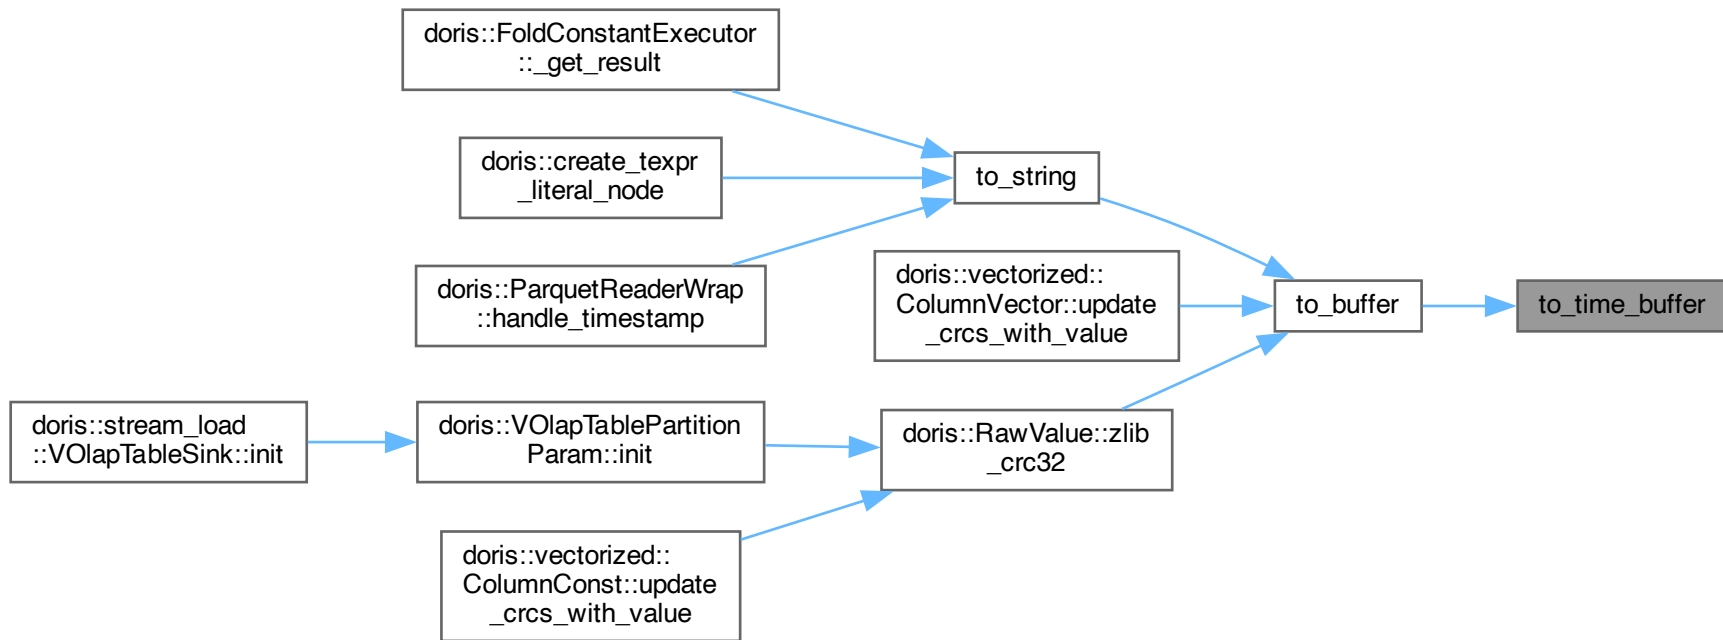 doris::FoldConstantExecutor
::_get_result
doris::create_texpr
_literal_node
to_string
doris::ParquetReaderWrap
::handle_timestamp
doris::vectorized::
ColumnVector::update
_crcs_with_value
to_buffer
to_time_buffer
doris::stream_load
::VOlapTableSink::init
doris::VOlapTablePartition
Param::init
doris::RawValue::zlib
_crc32
doris::vectorized::
ColumnConst::update
_crcs_with_value